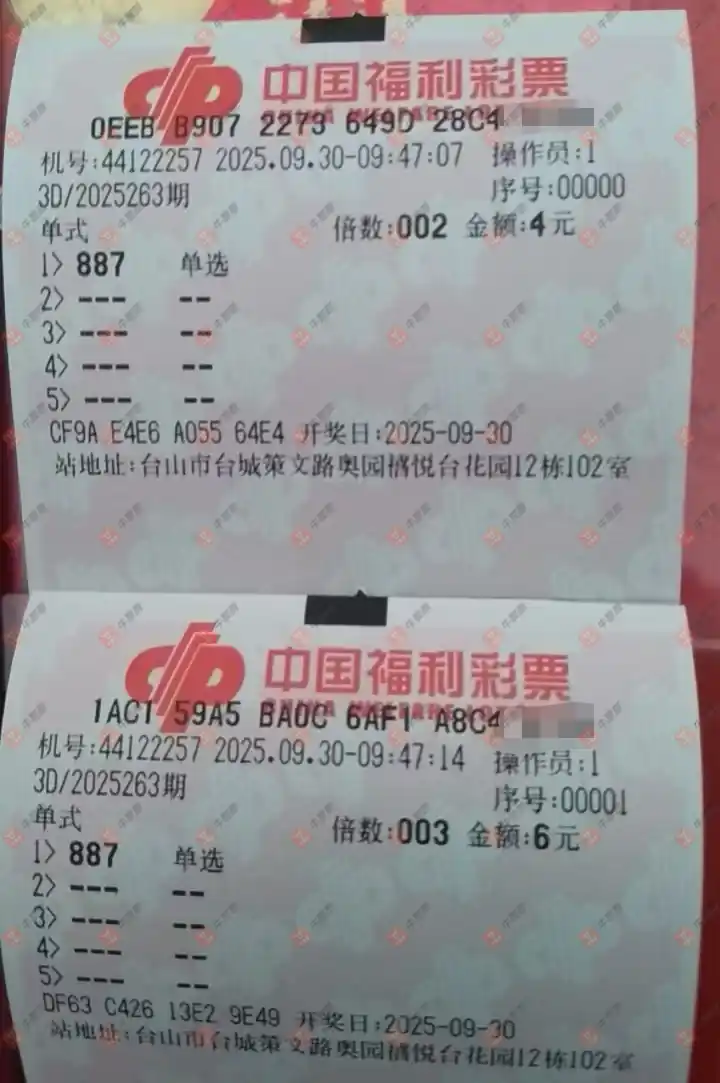 中国福利彩票
0EEB B907 2273 649D 28C4
机号:44122257 2025.09.30-09:47:07 操作员:1
3D/2025263期 序号:00000
单式 倍数:002 金额:4元
1> 887 单选
2> --- --
3> --- --
4> --- --
5> --- --
CF9A E4E6 A055 64E4 开奖日:2025-09-30
站地址:台山市台城策文路奥园禧悦台花园12栋102室
中国福利彩票
1AC1 59A5 BA0C 6AF1 A8C4
机号:44122257 2025.09.30-09:47:14 操作员:1
3D/2025263期 序号:00001
单式 倍数:003 金额:6元
1> 887 单选
2> --- --
3> --- --
4> --- --
5> --- --
DF63 C426 13E2 9E49 开奖日:2025-09-30
站地址:台山市台城策文路奥园禧悦台花园12栋102室